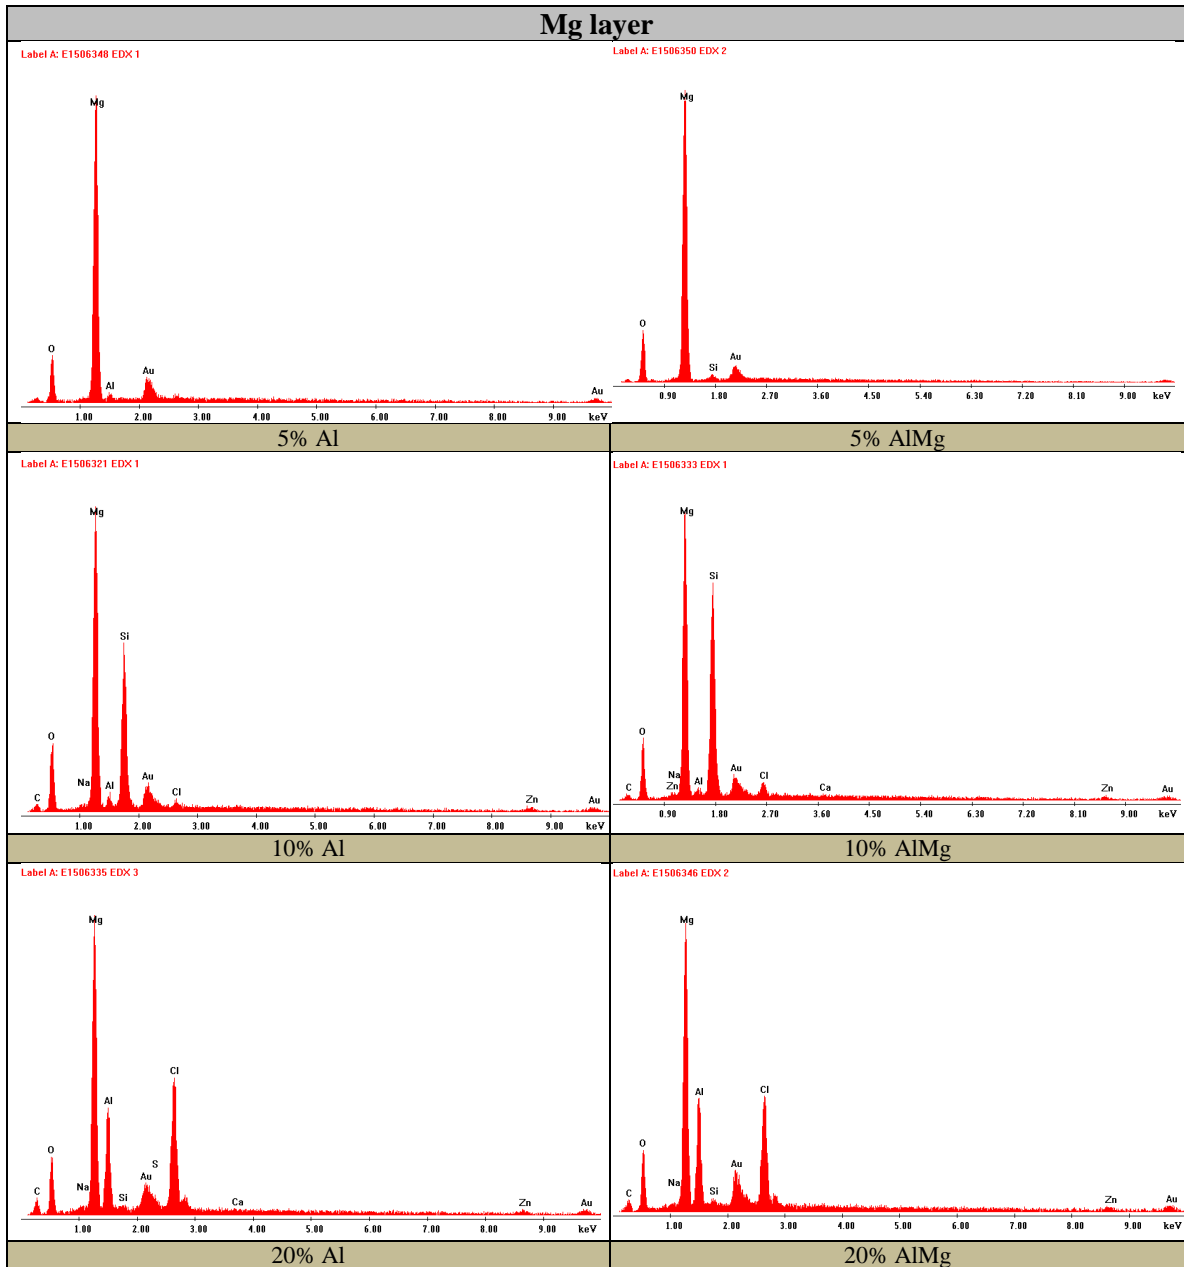 Mg layer
Label A: E1506348 EDX 1
Mg
O
Al
Au
Au
1.00 2.00 3.00 4.00 5.00 6.00 7.00 8.00 9.00 keV
5% Al
Label A: E1506350 EDX 2
Mg
O
Si
Au
0.90 1.80 2.70 3.60 4.50 5.40 6.30 7.20 8.10 9.00 keV
5% AlMg
Label A: E1506321 EDX 1
Mg
Si
O
Na
Al
Au
Cl
C
Zn
Au
1.00 2.00 3.00 4.00 5.00 6.00 7.00 8.00 9.00 keV
10% Al
Label A: E1506333 EDX 1
Mg
Si
O
Na
Au
Cl
C
Zn
Al
Ca
Zn
Au
0.90 1.80 2.70 3.60 4.50 5.40 6.30 7.20 8.10 9.00 keV
10% AlMg
Label A: E1506335 EDX 3
Mg
Cl
Al
O
S
Au
Na
C
Si
Ca
Zn
Au
1.00 2.00 3.00 4.00 5.00 6.00 7.00 8.00 9.00 keV
20% Al
Label A: E1506346 EDX 2
Mg
Al
Cl
O
Au
Na
C
Si
Zn
Au
1.00 2.00 3.00 4.00 5.00 6.00 7.00 8.00 9.00 keV
20% AlMg